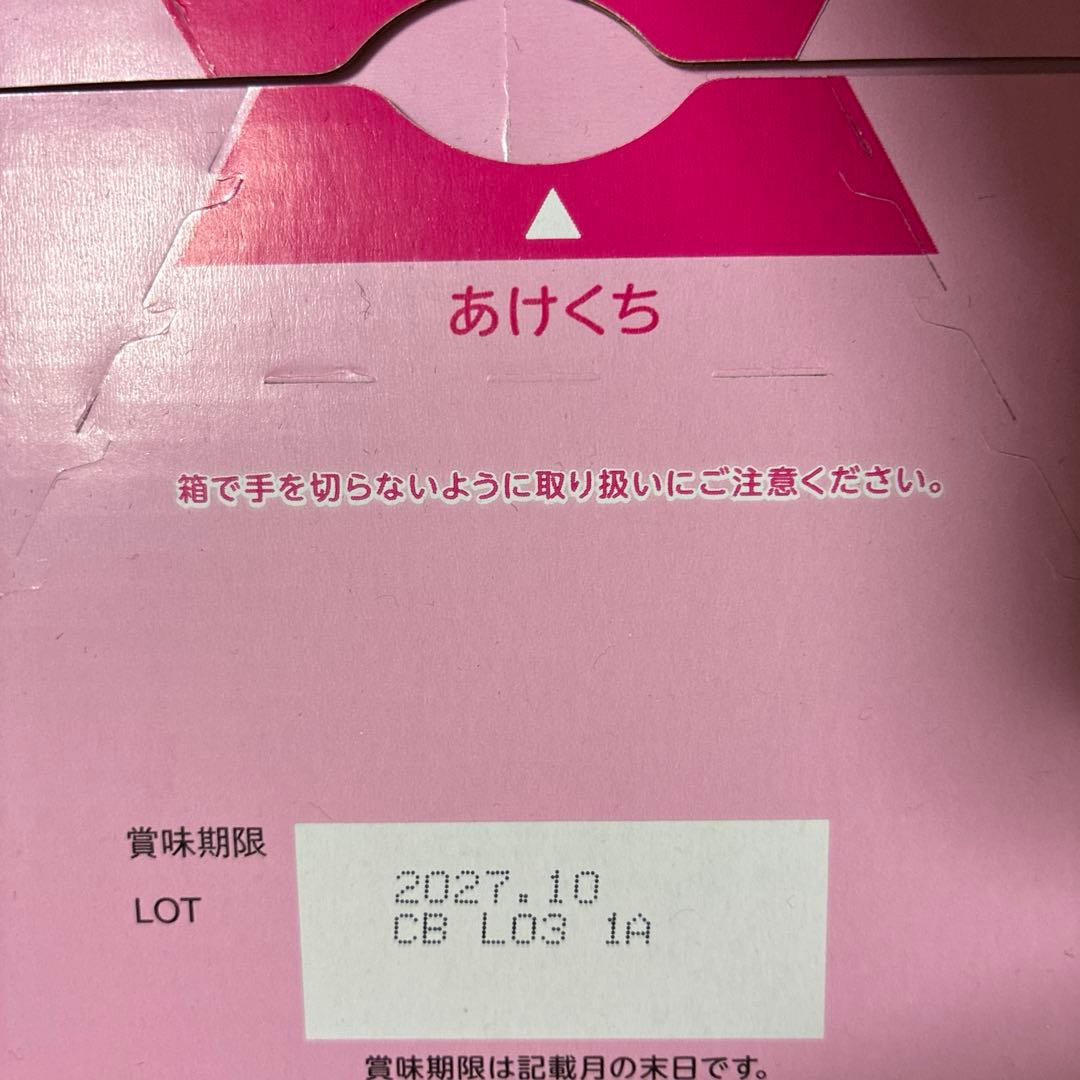 あけくち
箱で手を切らないように取り扱いにご注意ください。
賞味期限
2027.10
LOT
CB L03 1A
賞味期限は記載月の末日です。